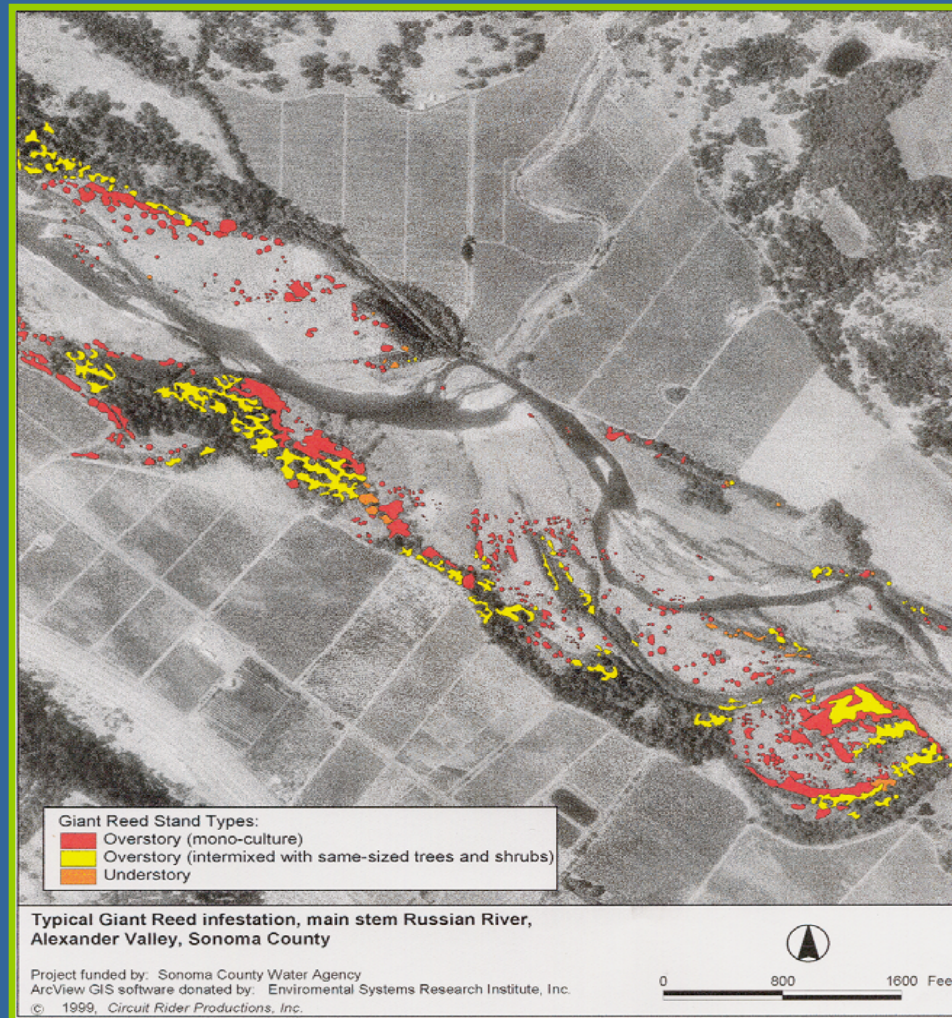 Giant Reed Stand Types:
Overstory (mono-culture)
Overstory (intermixed with same-sized trees and shrubs)
Understory
Typical Giant Reed infestation, main stem Russian River,
Alexander Valley, Sonoma County
Project funded by: Sonoma County Water Agency
ArcView GIS software donated by: Enviromental Systems Research Institute, Inc.
© 1999, Circuit Rider Productions, Inc.
0 800 1600 Fee